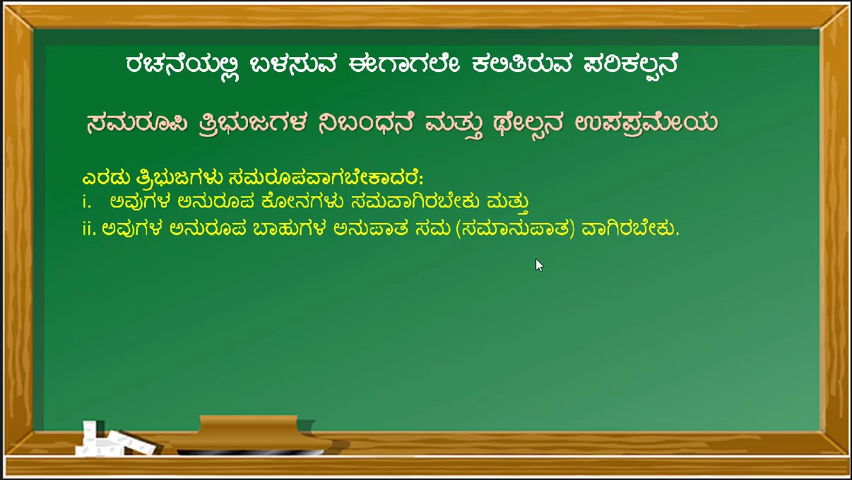 ರಚನೆಯಲ್ಲಿ ಬಳಸುವ ಈಗಾಗಲೇ ಕಲಿತಿರುವ ಪರಿಕಲ್ಪನೆ
ಸಮರೂಪಿ ತ್ರಿಭುಜಗಳ ನಿಬಂಧನೆ ಮತ್ತು ಥೇಲ್ಸನ ಉಪಪ್ರಮೇಯ
ಎರಡು ತ್ರಿಭುಜಗಳು ಸಮರೂಪವಾಗಬೇಕಾದರೆ:
i. ಅವುಗಳ ಅನುರೂಪ ಕೋನಗಳು ಸಮವಾಗಿರಬೇಕು ಮತ್ತು
ii. ಅವುಗಳ ಅನುರೂಪ ಬಾಹುಗಳ ಅನುಪಾತ ಸಮ (ಸಮಾನುಪಾತ) ವಾಗಿರಬೇಕು.